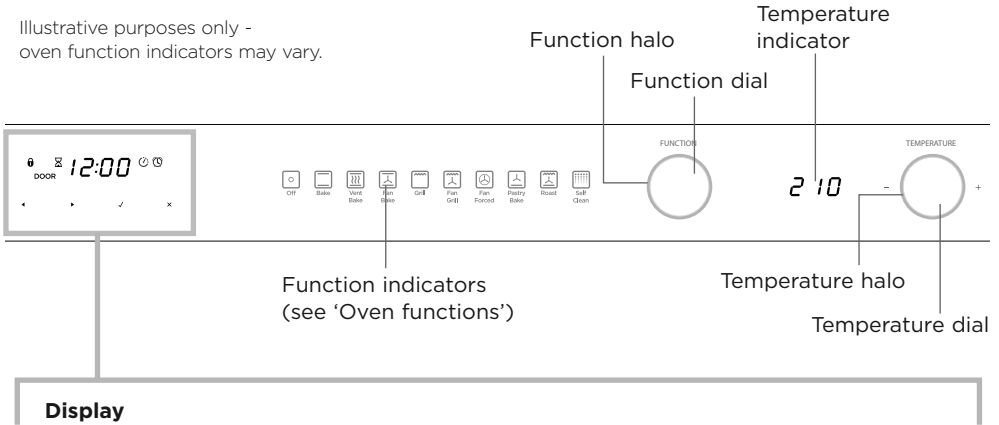 Illustrative purposes only -
oven function indicators may vary.
Function halo
Function dial
Temperature
indicator
DOOR
12:00
Off
Bake
Vent
Bake
Fan
Bake
Grill
Fan
Grill
Fan
Forced
Pastry
Bake
Roast
Self
Clean
FUNCTION
210
TEMPERATURE
-
+
Function indicators
(see ‘Oven functions’)
Temperature halo
Temperature dial
Display